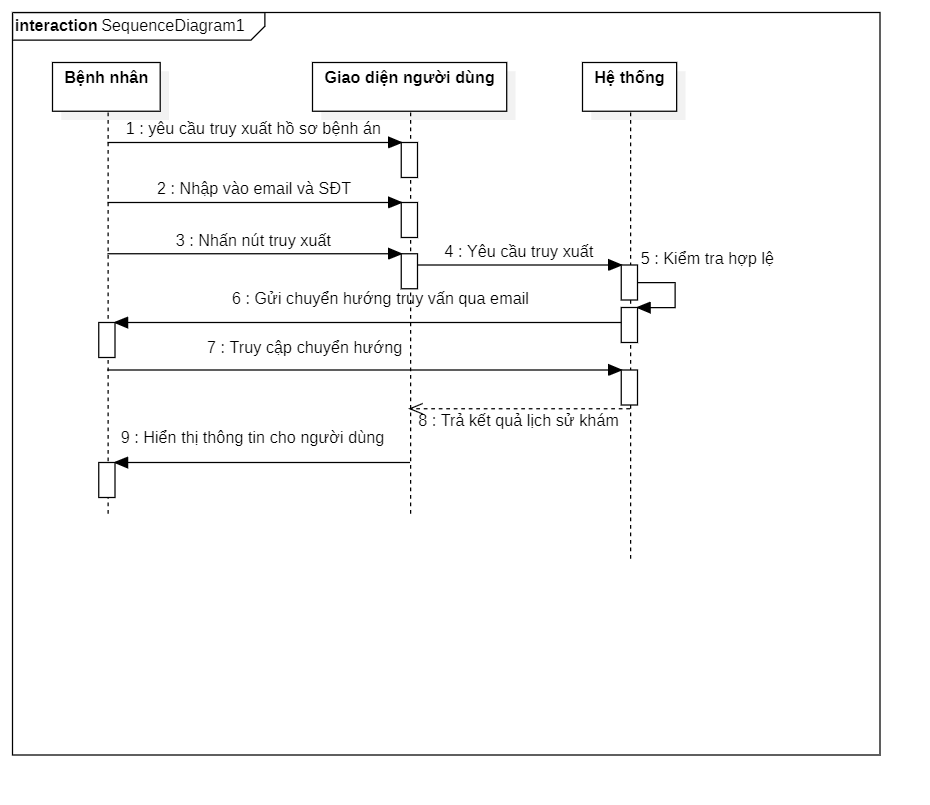 interaction SequenceDiagram1
Bệnh nhân
Giao diện người dùng
Hệ thống
1 : yêu cầu truy xuất hồ sơ bệnh án
2 : Nhập vào email và SĐT
3 : Nhấn nút truy xuất
4 : Yêu cầu truy xuất
5 : Kiểm tra hợp lệ
6 : Gửi chuyển hướng truy vấn qua email
7 : Truy cập chuyển hướng
8 : Trả kết quả lịch sử khám
9 : Hiển thị thông tin cho người dùng